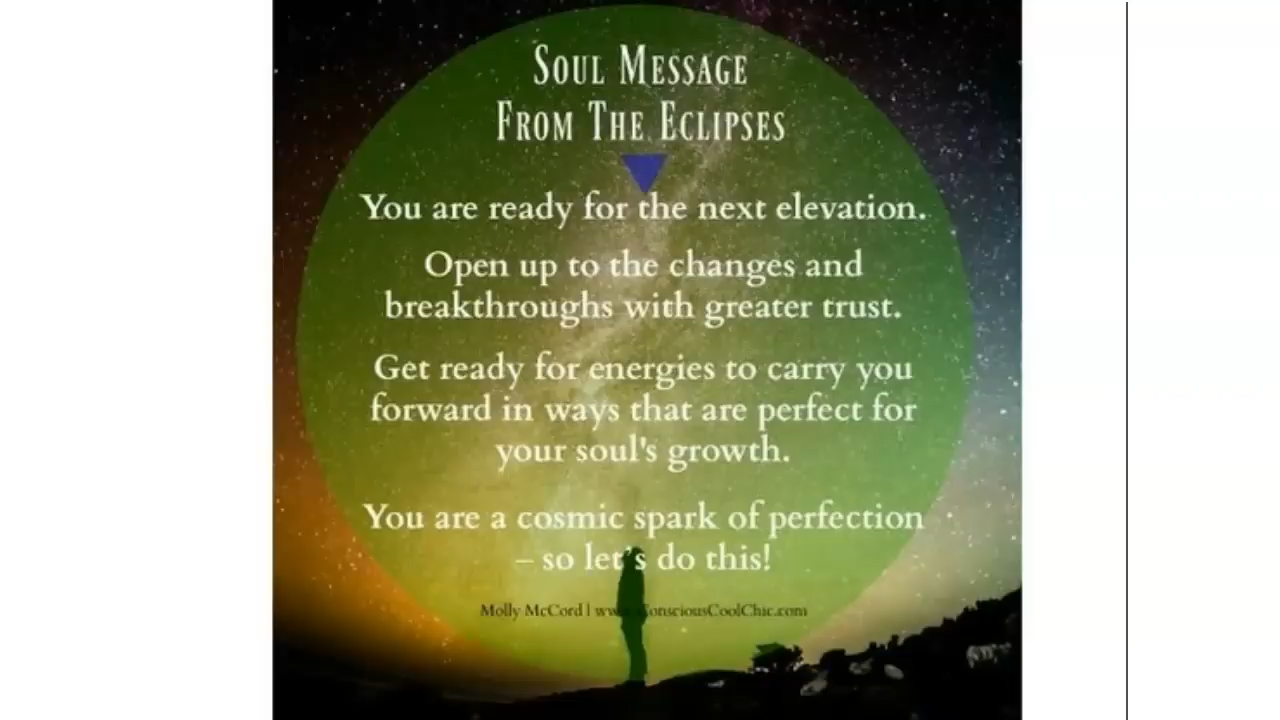 Soul Message
From The Eclipses
You are ready for the next elevation.
Open up to the changes and
breakthroughs with greater trust.
Get ready for energies to carry you
forward in ways that are perfect for
your soul's growth.
You are a cosmic spark of perfection
– so let's do this!
Molly McCord | www.ConsciousCoolChic.com